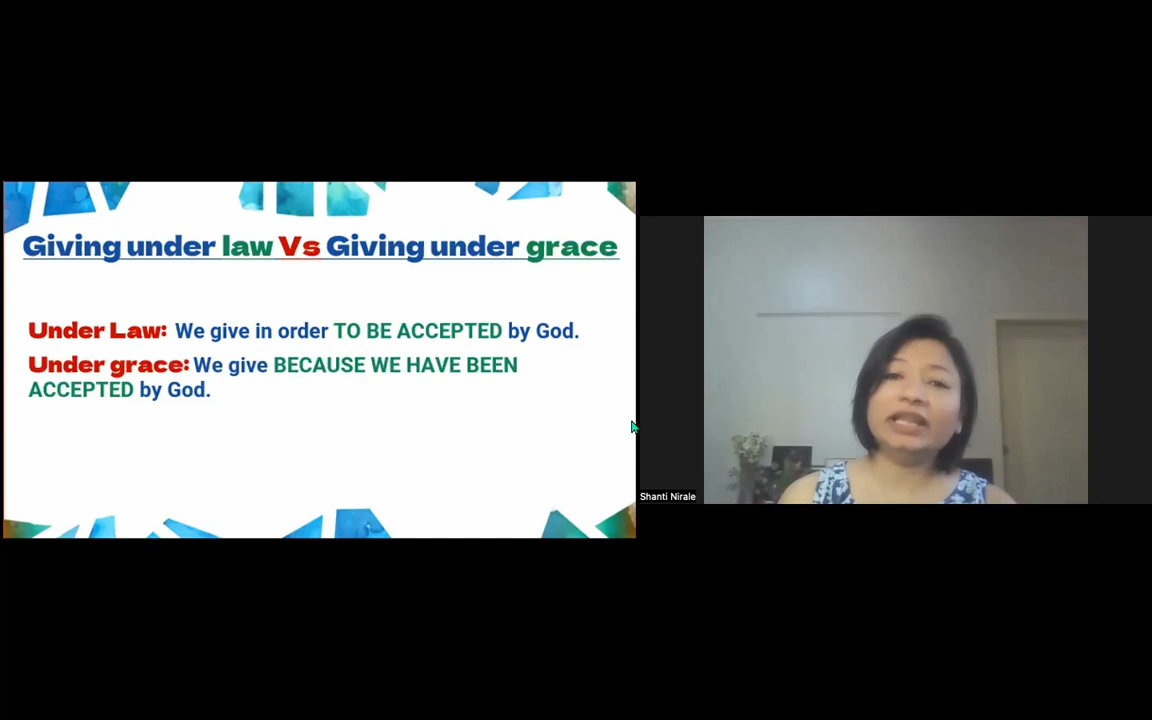 Giving under law Vs Giving under grace
Under Law: We give in order TO BE ACCEPTED by God.
Under grace: We give BECAUSE WE HAVE BEEN
ACCEPTED by God.
Shanti Nirale